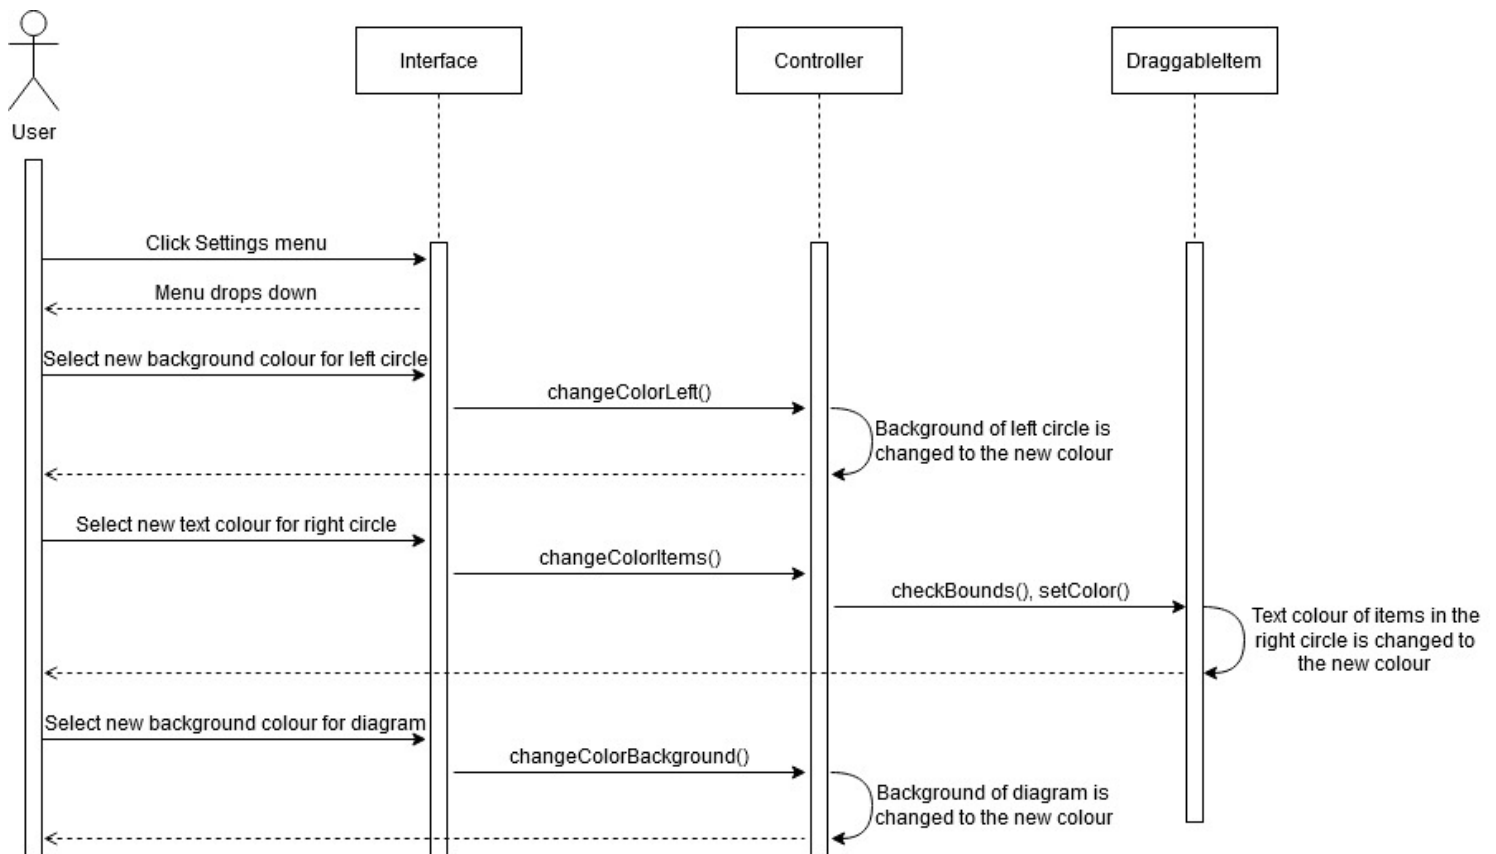 Interface
Controller
DraggableItem
User
Click Settings menu
Menu drops down
Select new background colour for left circle
changeColorLeft()
Background of left circle is
changed to the new colour
Select new text colour for right circle
changeColorItems()
checkBounds(), setColor()
Text colour of items in the
right circle is changed to
the new colour
Select new background colour for diagram
changeColorBackground()
Background of diagram is
changed to the new colour